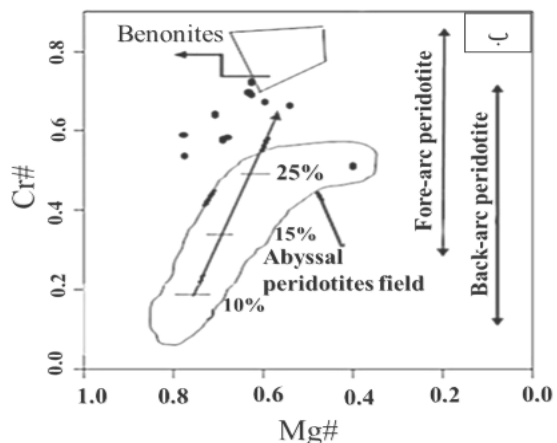 Benonites
پ
Fore-arc peridotite
Back-arc peridotite
25%
15%
10%
Abyssal
peridotites field
Cr#
0.8
0.6
0.4
0.2
0.0
1.0 0.8 0.6 0.4 0.2 0.0
Mg#